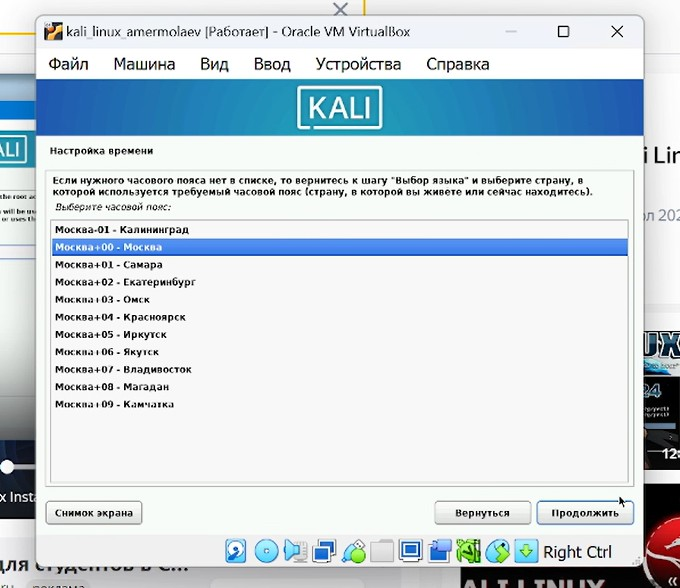 kali_linux_amermolaev [Работает] - Oracle VM VirtualBox
Файл Машина Вид Ввод Устройства Справка
KALI
Настройка времени
Если нужного часового пояса нет в списке, то вернитесь к шагу "Выбор языка" и выберите страну, в
которой используется требуемый часовой пояс (страну, в которой вы живете или сейчас находитесь).
Выберите часовой пояс:
Москва-01 - Калининград
Москва+00 - Москва
Москва+01 - Самара
Москва+02 - Екатеринбург
Москва+03 - Омск
Москва+04 - Красноярск
Москва+05 - Иркутск
Москва+06 - Якутск
Москва+07 - Владивосток
Москва+08 - Магадан
Москва+09 - Камчатка
Снимок экрана Вернуться Продолжить
Right Ctrl
для студентов в С...
реклама
ALI LINUX